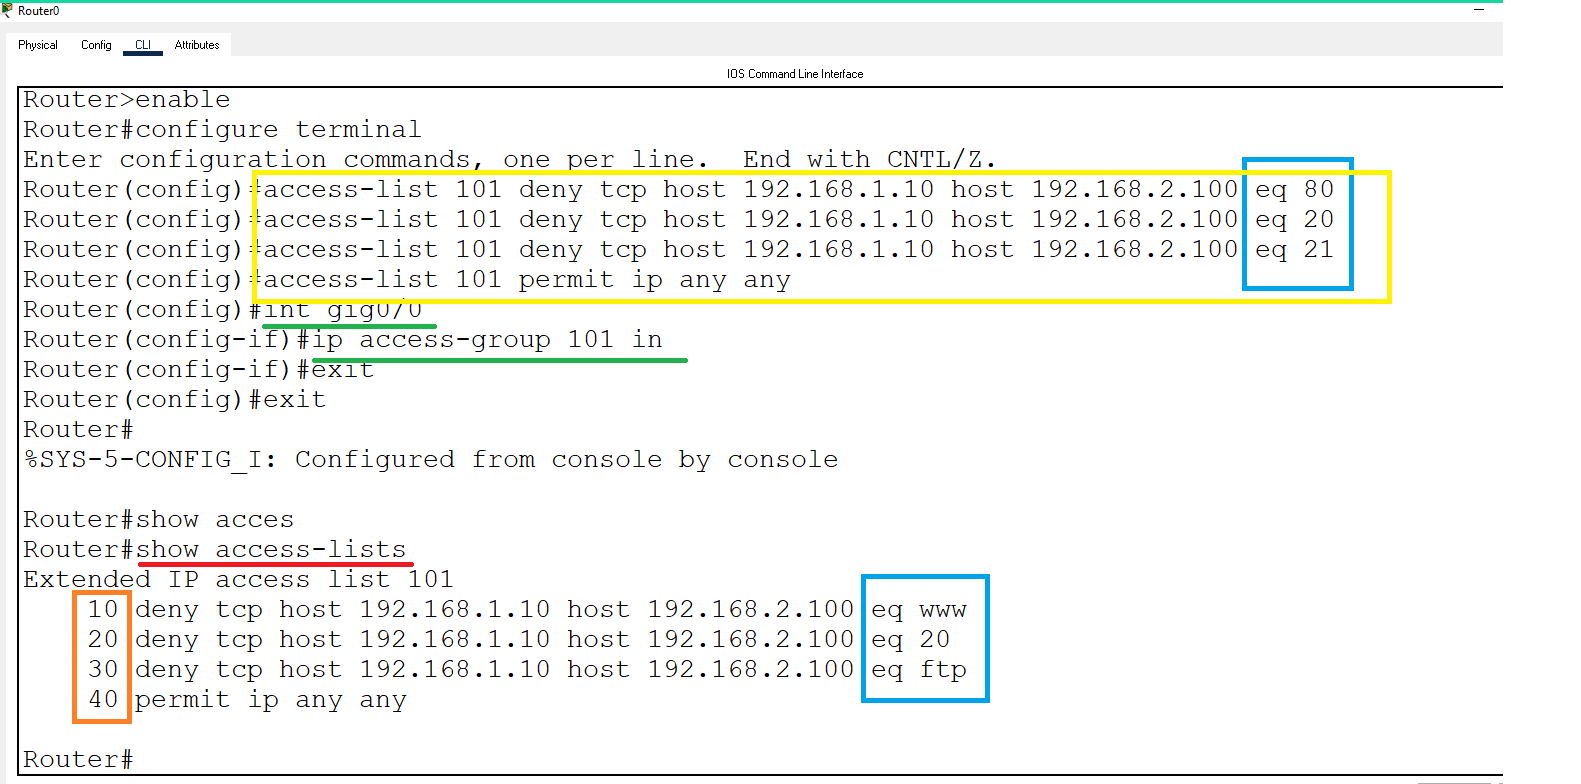 Router0
Physical Config CLI Attributes
IOS Command Line Interface
Router>enable
Router#configure terminal
Enter configuration commands, one per line.  End with CNTL/Z.
Router(config)#access-list 101 deny tcp host 192.168.1.10 host 192.168.2.100 eq 80
Router(config)#access-list 101 deny tcp host 192.168.1.10 host 192.168.2.100 eq 20
Router(config)#access-list 101 deny tcp host 192.168.1.10 host 192.168.2.100 eq 21
Router(config)#access-list 101 permit ip any any
Router(config)#int gig0/0
Router(config-if)#ip access-group 101 in
Router(config-if)#exit
Router(config)#exit
Router#
%SYS-5-CONFIG_I: Configured from console by console
Router#show acces
Router#show access-lists
Extended IP access list 101
10 deny tcp host 192.168.1.10 host 192.168.2.100 eq www
20 deny tcp host 192.168.1.10 host 192.168.2.100 eq 20
30 deny tcp host 192.168.1.10 host 192.168.2.100 eq ftp
40 permit ip any any
Router#